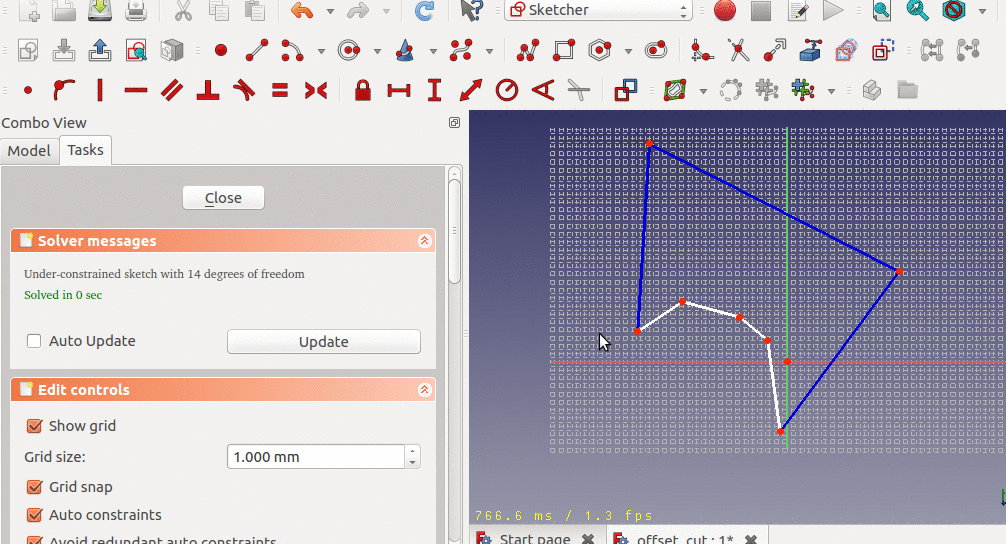 Sketcher
Combo View
Model
Tasks
Close
Solver messages
Under-constrained sketch with 14 degrees of freedom
Solved in 0 sec
Auto Update
Update
Edit controls
Show grid
Grid size:
1.000 mm
Grid snap
Auto constraints
Avoid redundant auto constraints
766.6 ms / 1.3 fps
Start page
offset_cut : 1*